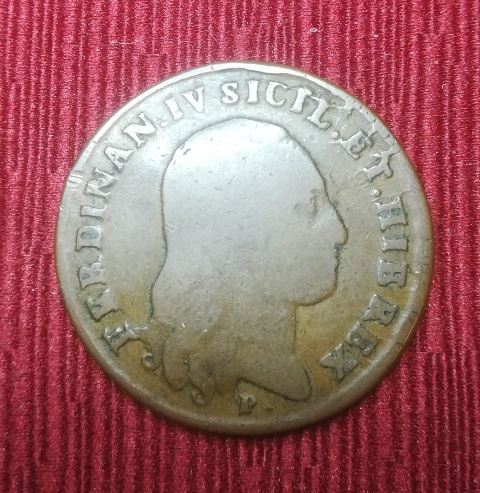 FERDINAN.IV SICIL.ET.HIE REX
P.